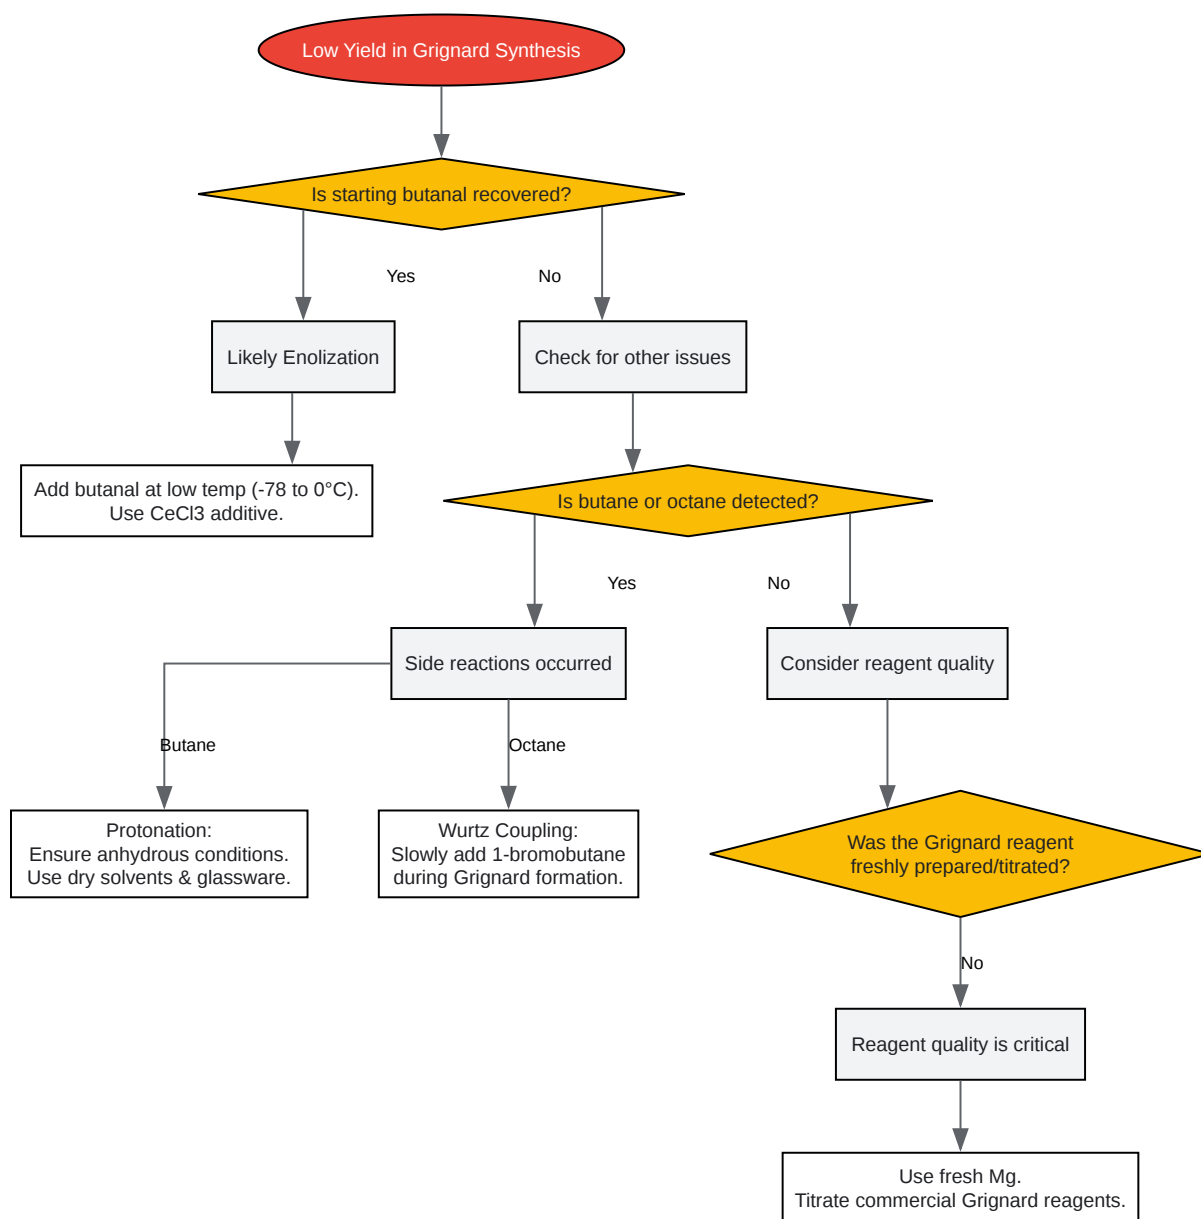 Low Yield in Grignard Synthesis
Is starting butanal recovered?
Yes
No
Likely Enolization
Check for other issues
Add butanal at low temp (-78 to 0°C).
Use CeCl3 additive.
Is butane or octane detected?
Yes
No
Side reactions occurred
Consider reagent quality
Butane
Octane
Protonation:
Ensure anhydrous conditions.
Use dry solvents & glassware.
Wurtz Coupling:
Slowly add 1-bromobutane
during Grignard formation.
Was the Grignard reagent
freshly prepared/titrated?
No
Reagent quality is critical
Use fresh Mg.
Titrate commercial Grignard reagents.